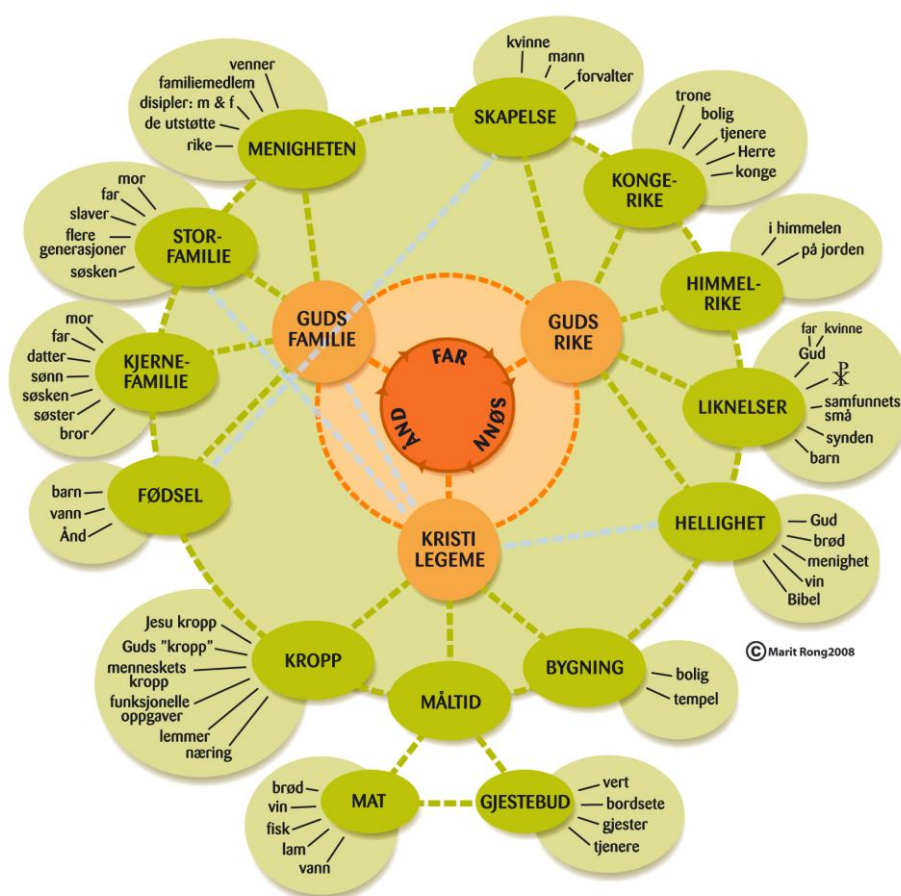 FAR
SØNN
ÅND
GUDS
FAMILIE
GUDS
RIKE
KRISTI
LEGEME
SKAPELSE
kvinne
mann
forvalter
KONGE-
RIKE
trone
bolig
tjenere
Herre
konge
HIMMEL-
RIKE
i himmelen
på jorden
LIKNELSER
far kvinne
Gud
☧
samfunnets
små
synden
barn
HELLIGHET
Gud
brød
menighet
vin
Bibel
© Marit Rong2008
BYGNING
bolig
tempel
MÅLTID
GJESTEBUD
vert
bordsete
gjester
tjenere
MAT
brød
vin
fisk
lam
vann
KROPP
Jesu kropp
Guds ”kropp”
menneskets
kropp
funksjonelle
oppgaver
lemmer
næring
FØDSEL
barn
vann
Ånd
KJERNE-
FAMILIE
mor
far
datter
sønn
søsken
søster
bror
STOR-
FAMILIE
mor
far
slaver
flere
generasjoner
søsken
MENIGHETEN
venner
familiemedlem
disipler: m & f
de utstøtte
rike